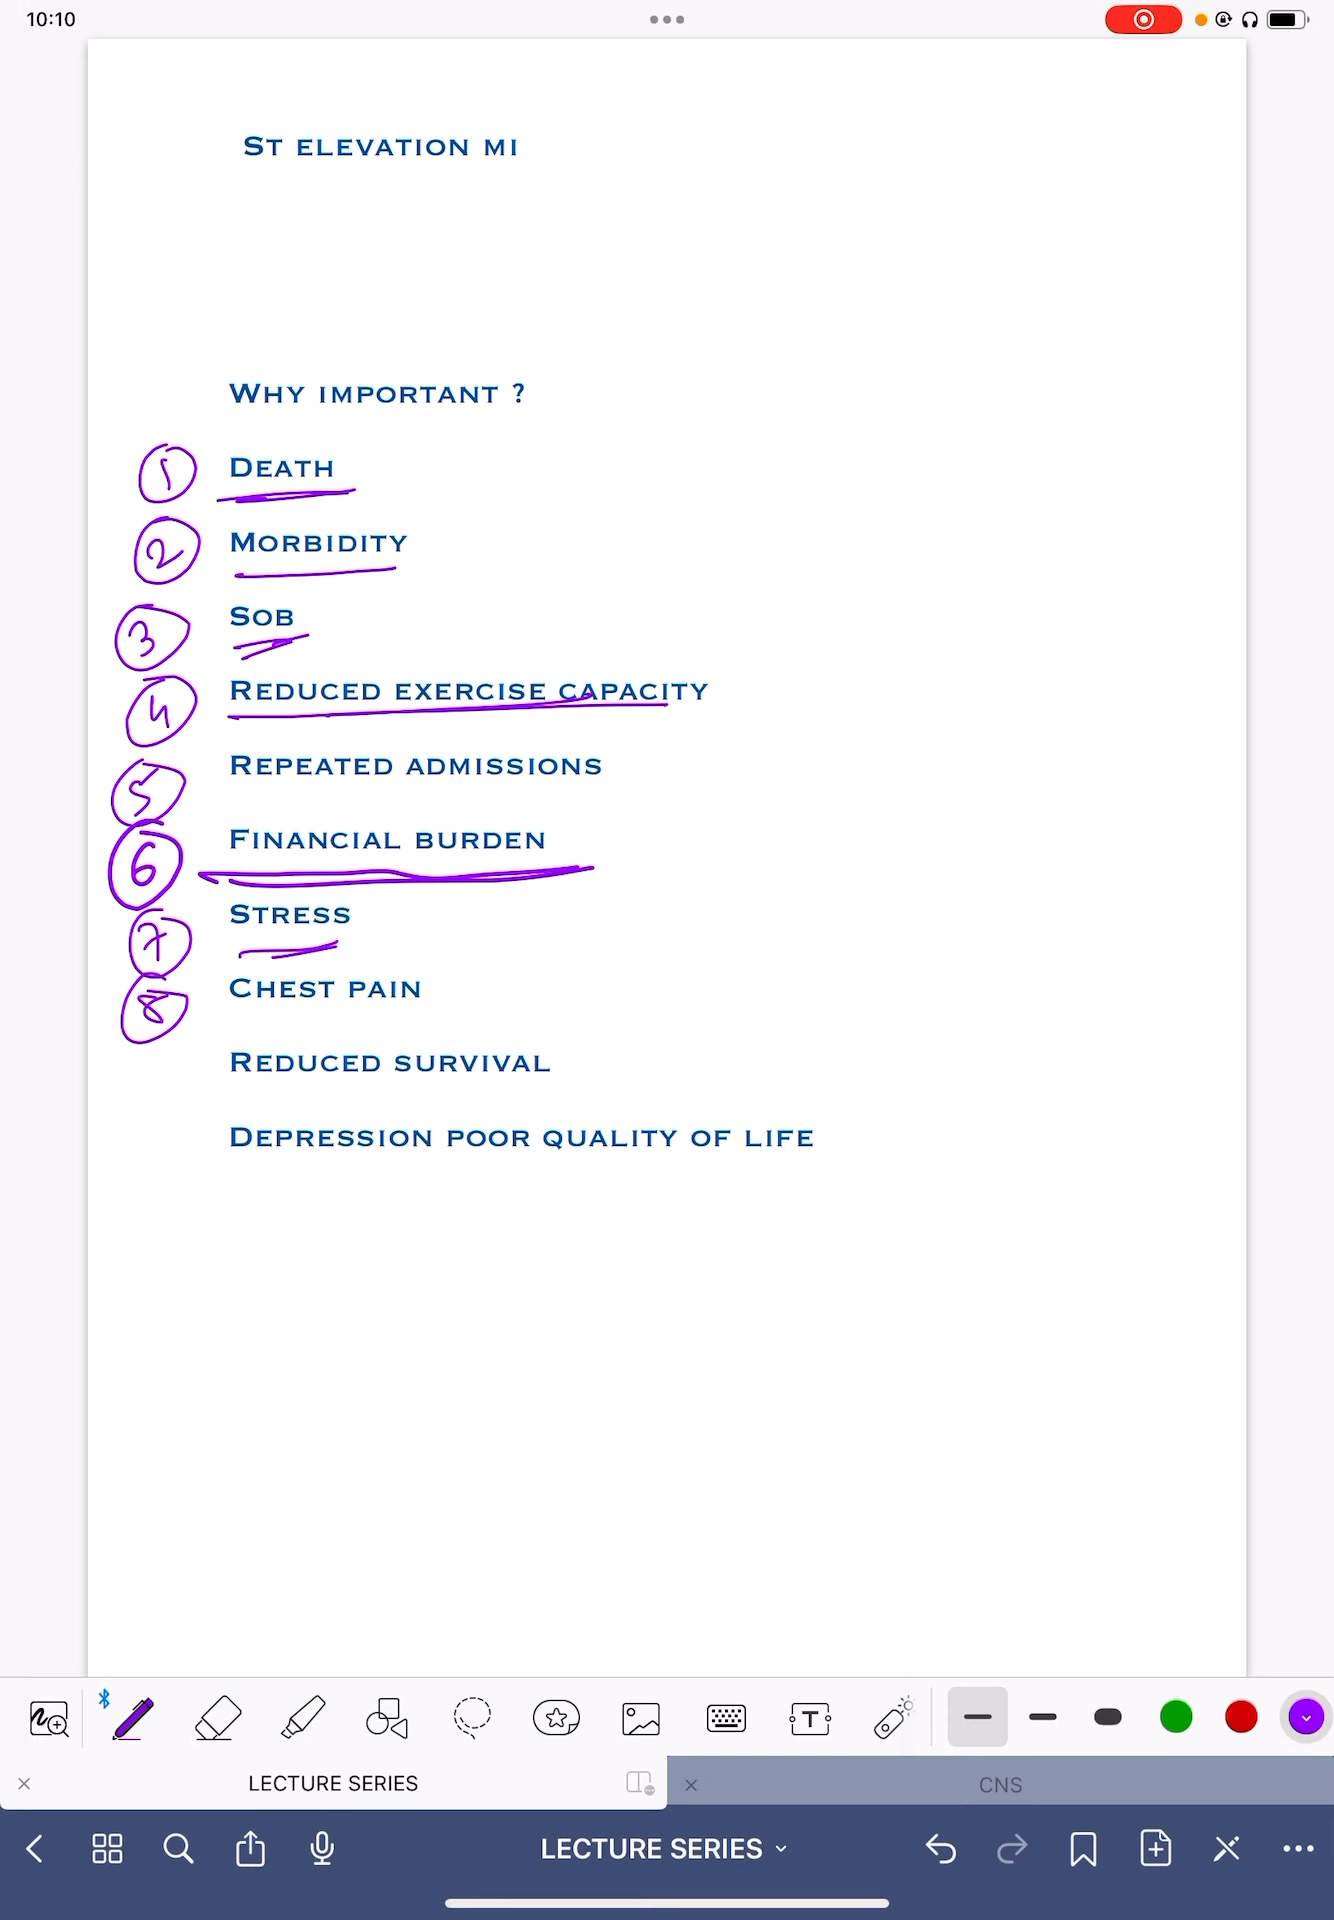 10:10
ST ELEVATION MI
WHY IMPORTANT ?
1 DEATH
2 MORBIDITY
3 SOB
4 REDUCED EXERCISE CAPACITY
5 REPEATED ADMISSIONS
6 FINANCIAL BURDEN
7 STRESS
8 CHEST PAIN
REDUCED SURVIVAL
DEPRESSION POOR QUALITY OF LIFE
LECTURE SERIES
CNS
LECTURE SERIES